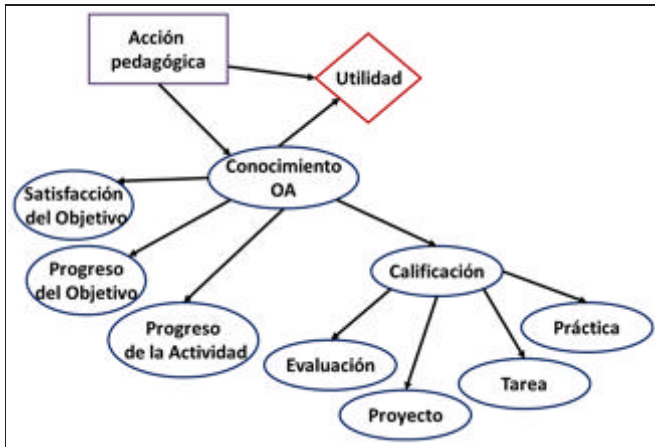 Acción
pedagógica
Utilidad
Conocimiento
OA
Satisfacción
del Objetivo
Progreso
del Objetivo
Progreso
de la Actividad
Calificación
Evaluación
Proyecto
Tarea
Práctica